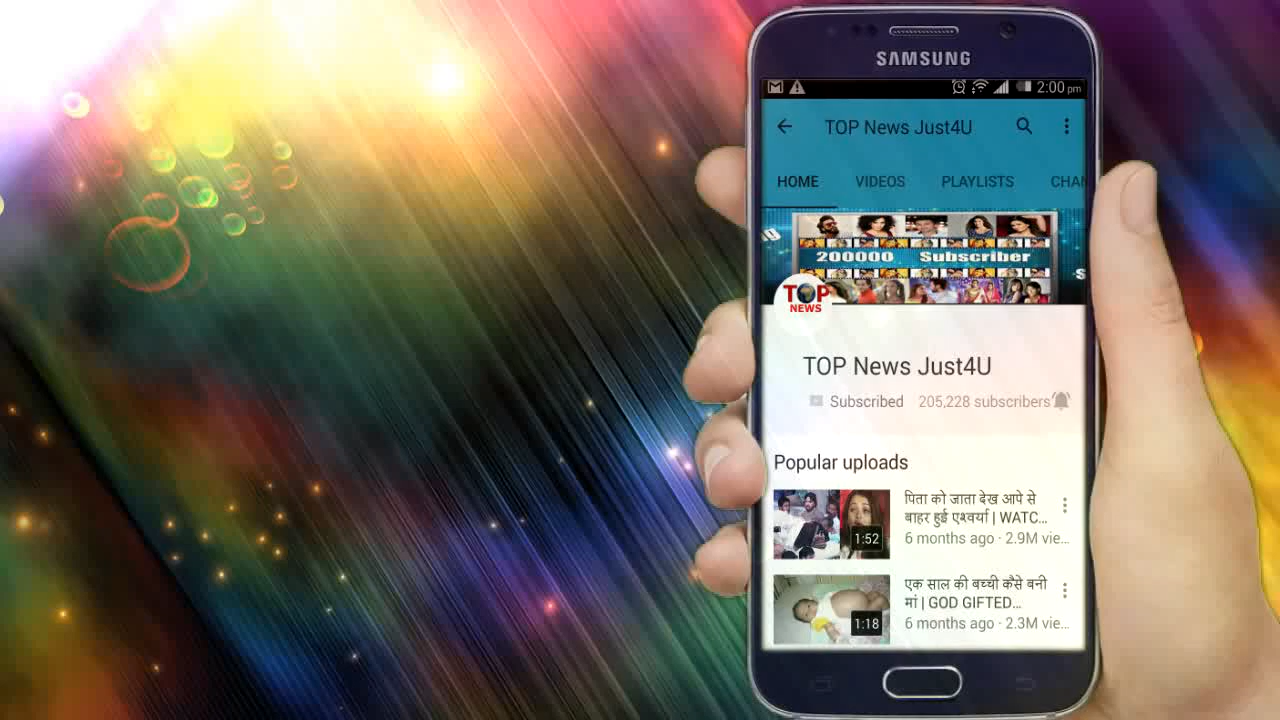 SAMSUNG
2:00 pm
TOP News Just4U
HOME VIDEOS PLAYLISTS CHAN
200000 Subscriber
TOP
NEWS
TOP News Just4U
Subscribed 205,228 subscribers
Popular uploads
पिता को जाता देख आपे से
बाहर हुई एश्वर्या | WATC...
1:52
6 months ago · 2.9M vie...
एक साल की बच्ची कैसे बनी
मां | GOD GIFTED...
1:18
6 months ago · 2.3M vie...